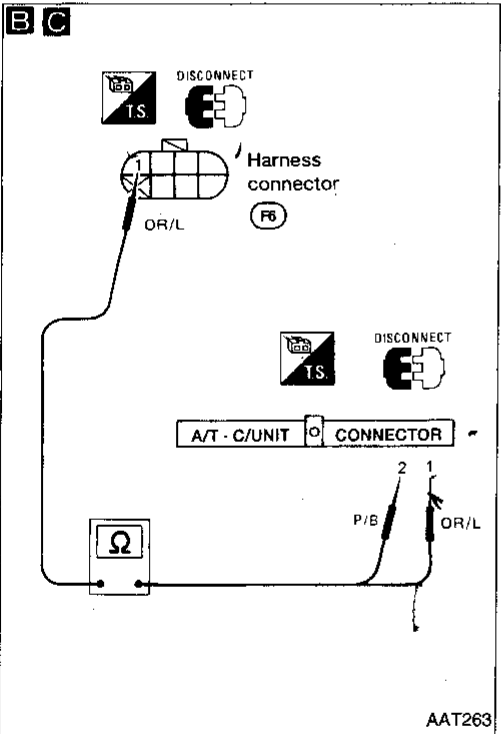 B C
DISCONNECT
T.S.
1
Harness
connector
F6
OR/L
DISCONNECT
T.S.
A/T - C/UNIT CONNECTOR
2 1
P/B
OR/L
Ω
AAT263